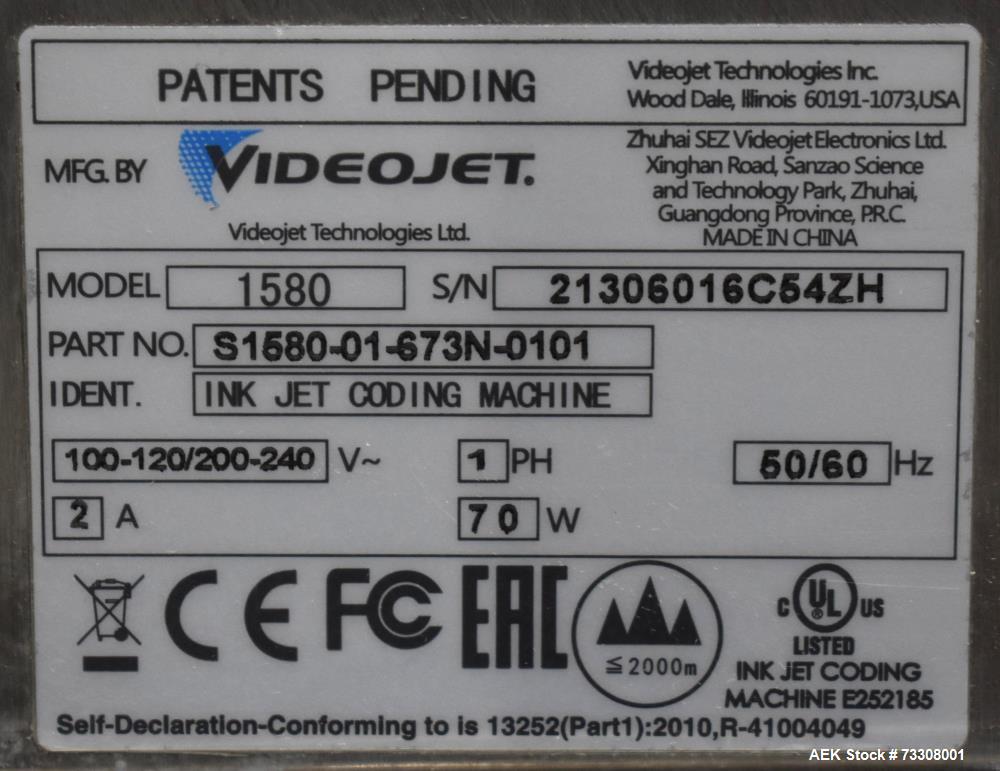 PATENTS PENDING
Videojet Technologies Inc.
Wood Dale, Illinois 60191-1073,USA
MFG. BY VIDEOJET.
Videojet Technologies Ltd.
Zhuhai SEZ Videojet Electronics Ltd.
Xinghan Road, Sanzao Science
and Technology Park, Zhuhai,
Guangdong Province, P.R.C.
MADE IN CHINA
MODEL 1580 S/N 21306016C54ZH
PART NO. S1580-01-673N-0101
IDENT. INK JET CODING MACHINE
100-120/200-240 V~ 1 PH 50/60 Hz
2 A 70 W
CE FC EAC
≤2000m
C UL US
®
LISTED
INK JET CODING
MACHINE E252185
Self-Declaration-Conforming to is 13252(Part1):2010,R-41004049
AEK Stock # 73308001